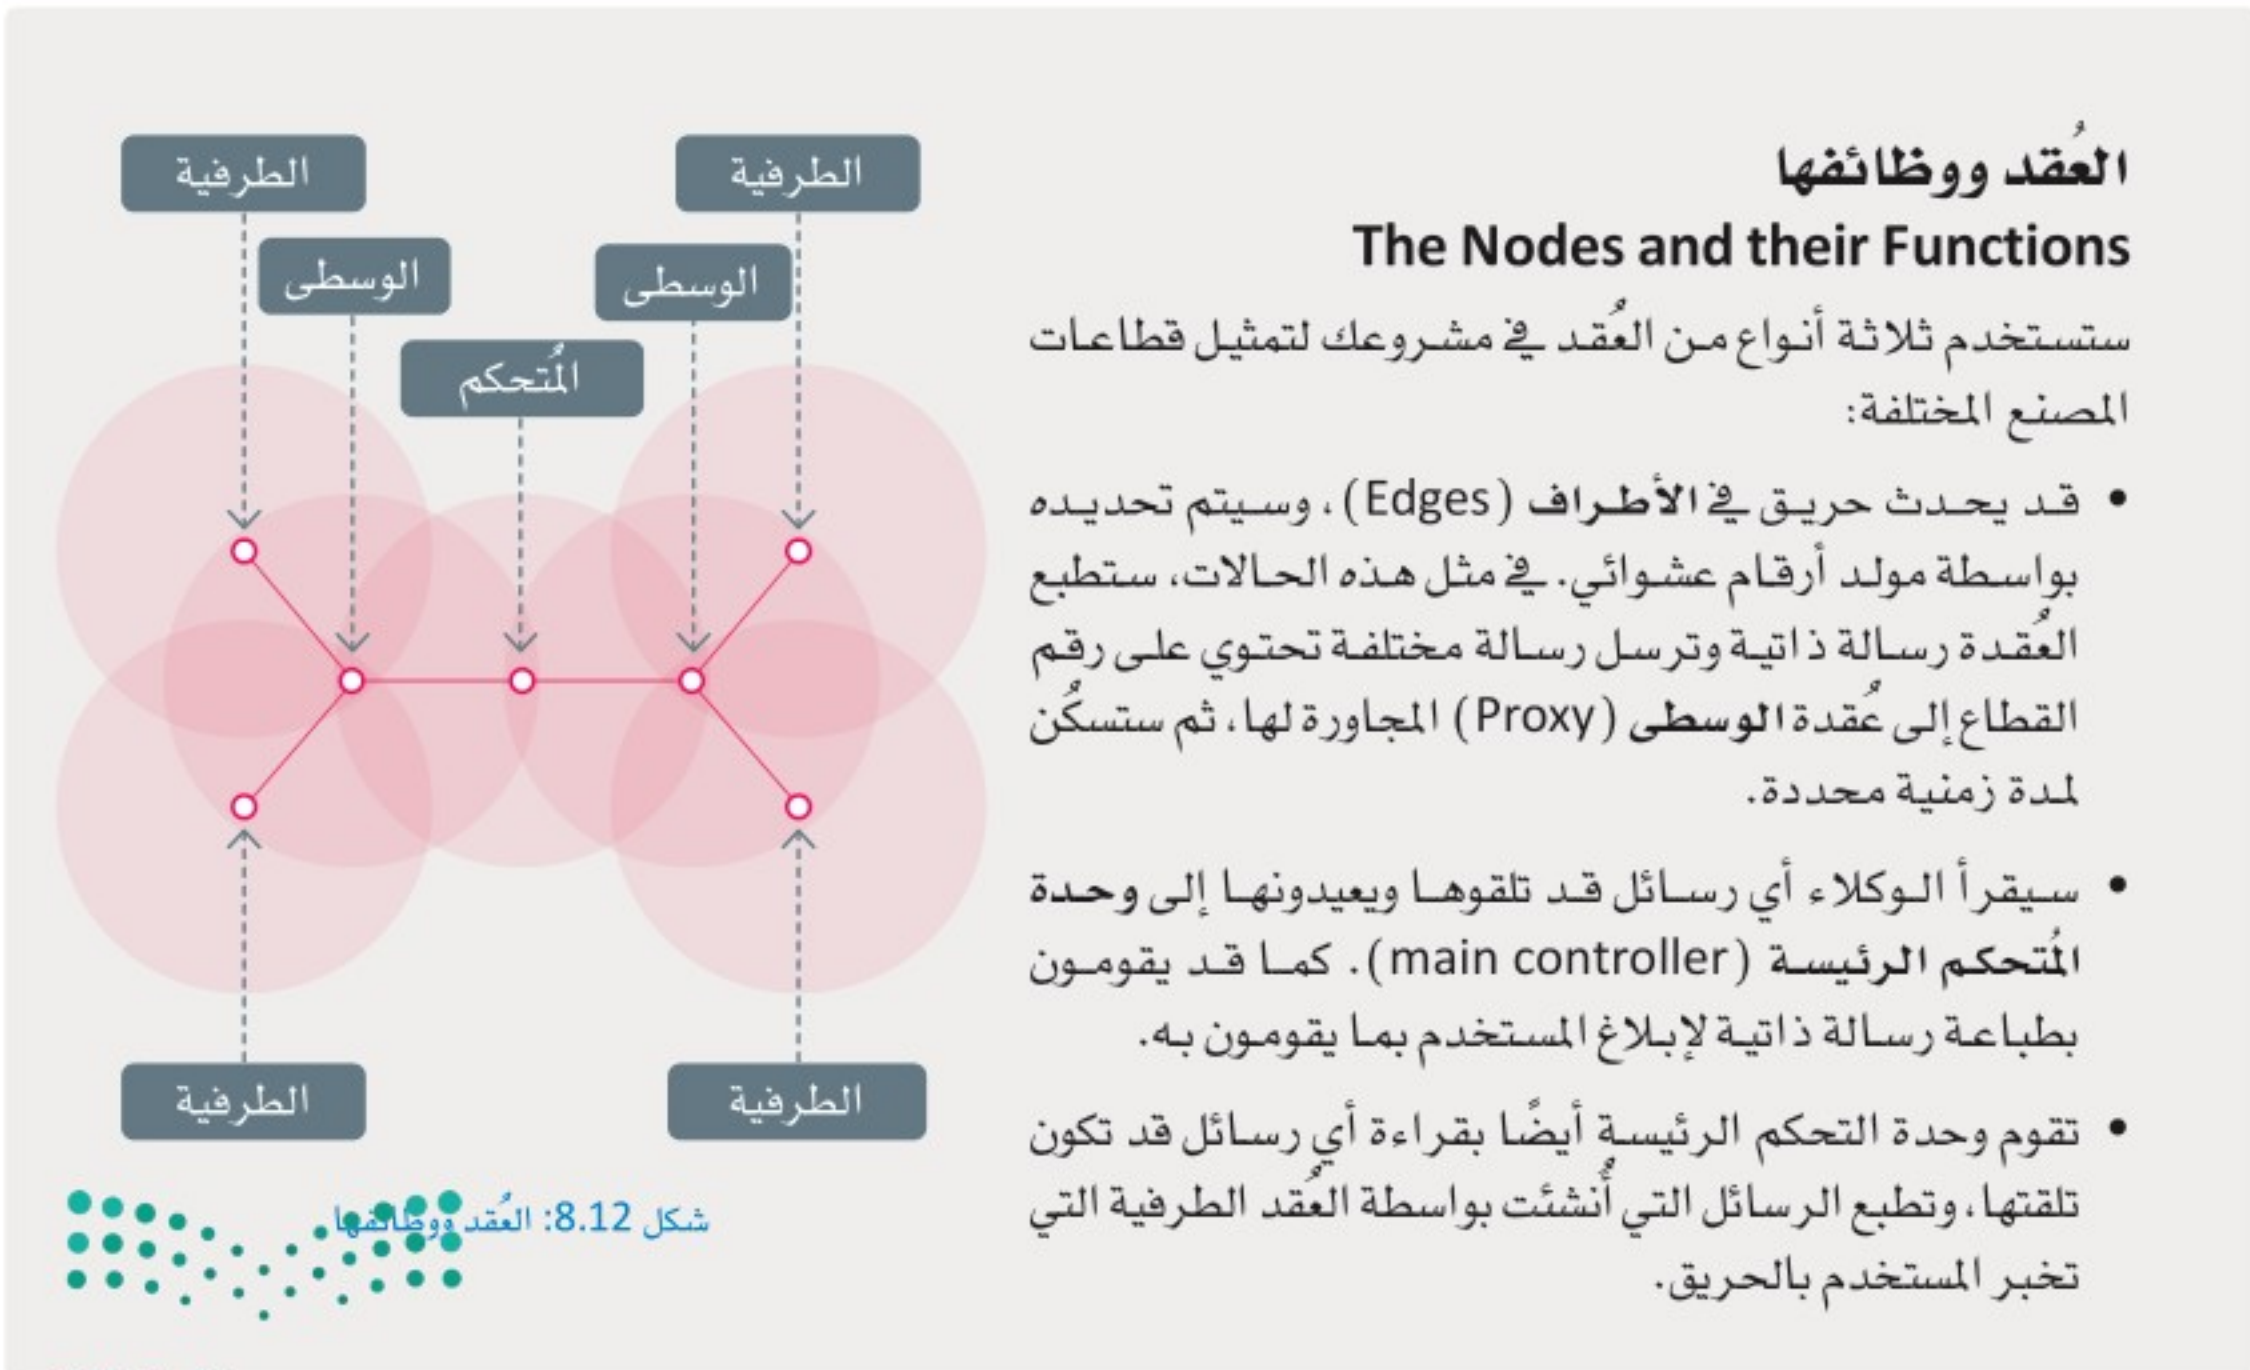 العُقد ووظائفها
The Nodes and their Functions
ستستخدم ثلاثة أنواع من العُقد في مشروعك لتمثيل قطاعات
المصنع المختلفة:
• قد يحدث حريق في الأطراف (Edges)، وسيتم تحديده
بواسطة مولد أرقام عشوائي. في مثل هذه الحالات، ستطبع
العُقدة رسالة ذاتية وترسل رسالة مختلفة تحتوي على رقم
القطاع إلى عُقدة الوسطى (Proxy) المجاورة لها، ثم ستسكُن
لمدة زمنية محددة.
• سيقرأ الوكلاء أي رسائل قد تلقوها ويعيدونها إلى وحدة
المُتحكم الرئيسة (main controller). كما قد يقومون
بطباعة رسالة ذاتية لإبلاغ المستخدم بما يقومون به.
• تقوم وحدة التحكم الرئيسة أيضًا بقراءة أي رسائل قد تكون
تلقتها، وتطبع الرسائل التي أُنشئت بواسطة العُقد الطرفية التي
تخبر المستخدم بالحريق.
الطرفية
الطرفية
الوسطى
الوسطى
المُتحكم
الطرفية
الطرفية
شكل 8.12: العُقد ووظائفها